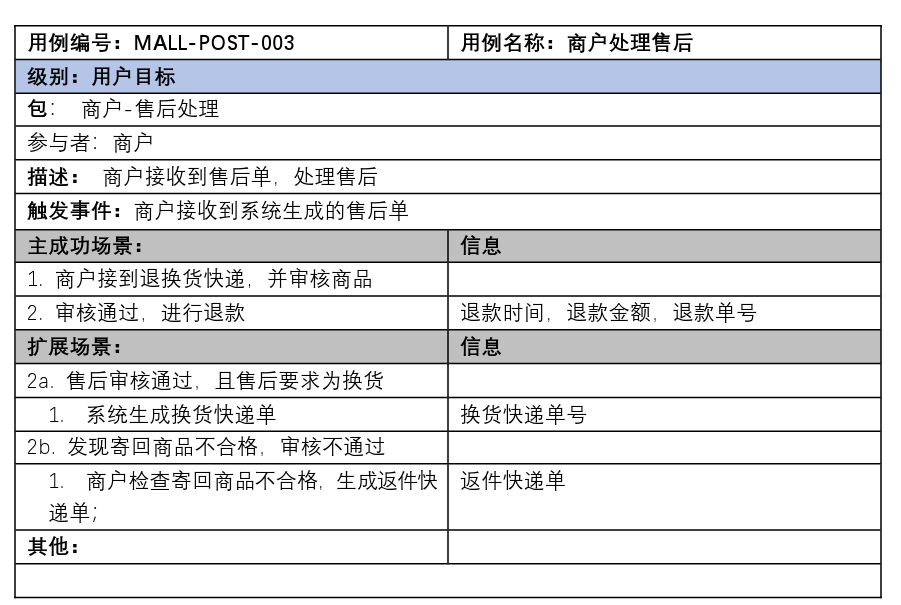 用例编号：MALL-POST-003
用例名称：商户处理售后
级别：用户目标
包： 商户-售后处理
参与者：商户
描述： 商户接收到售后单，处理售后
触发事件：商户接收到系统生成的售后单
主成功场景：
信息
1. 商户接到退换货快递，并审核商品
2. 审核通过，进行退款
退款时间，退款金额，退款单号
扩展场景：
信息
2a. 售后审核通过，且售后要求为换货
1. 系统生成换货快递单
换货快递单号
2b. 发现寄回商品不合格，审核不通过
1. 商户检查寄回商品不合格，生成返件快
递单；
返件快递单
其他：